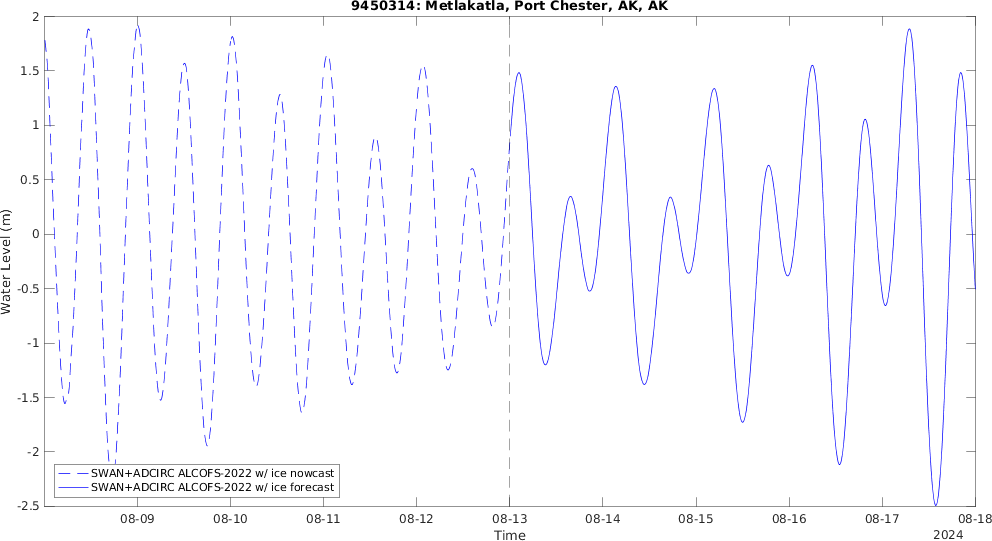 9450314: Metlakatla, Port Chester, AK, AK
2
1.5
1
0.5
0
-0.5
-1
-1.5
-2
-2.5
Water Level (m)
SWAN+ADCIRC ALCOFS-2022 w/ ice nowcast
SWAN+ADCIRC ALCOFS-2022 w/ ice forecast
08-09 08-10 08-11 08-12 08-13 08-14 08-15 08-16 08-17 08-18
Time
2024